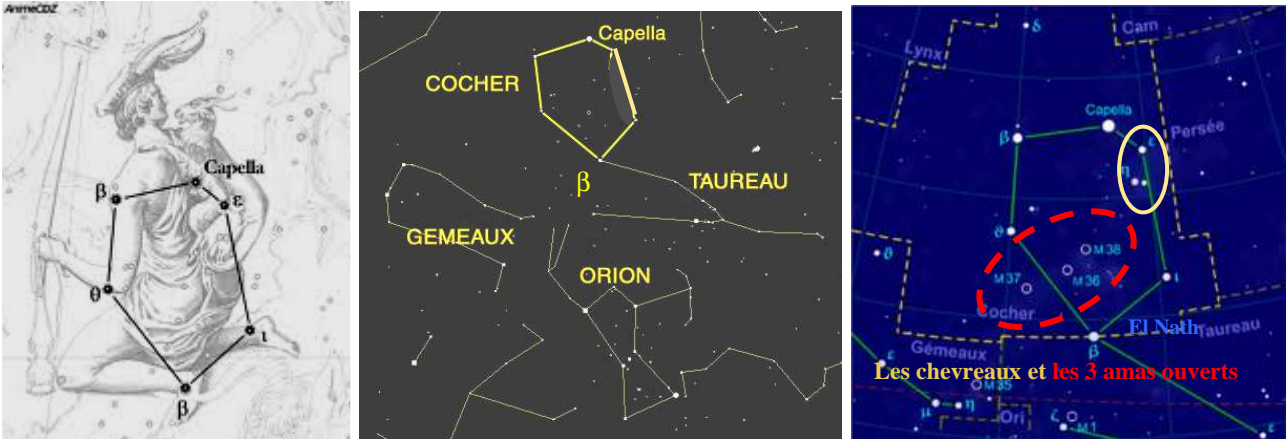 AnimeCDZ
Capella
β
ε
θ
ι
β
Capella
COCHER
β
TAUREAU
GEMEAUX
ORION
δ
Cam
Lynx
Capella
Persée
β
ε
η
θ
θ
M 38
M 37
M 36
ι
Cocher
El Nath
Taureau
β
Gémeaux
ε
Les chevreaux et les 3 amas ouverts
M 35
μ
η
Ori
ζ
M 1
ε